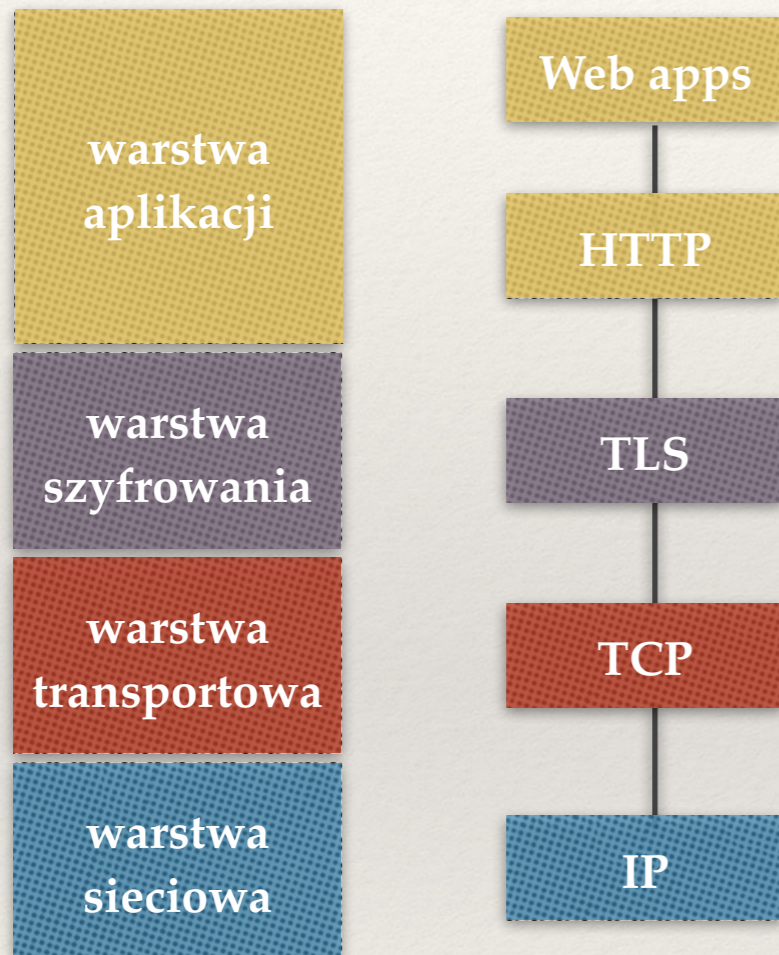 warstwa
aplikacji
Web apps
HTTP
warstwa
szyfrowania
TLS
warstwa
transportowa
TCP
warstwa
sieciowa
IP